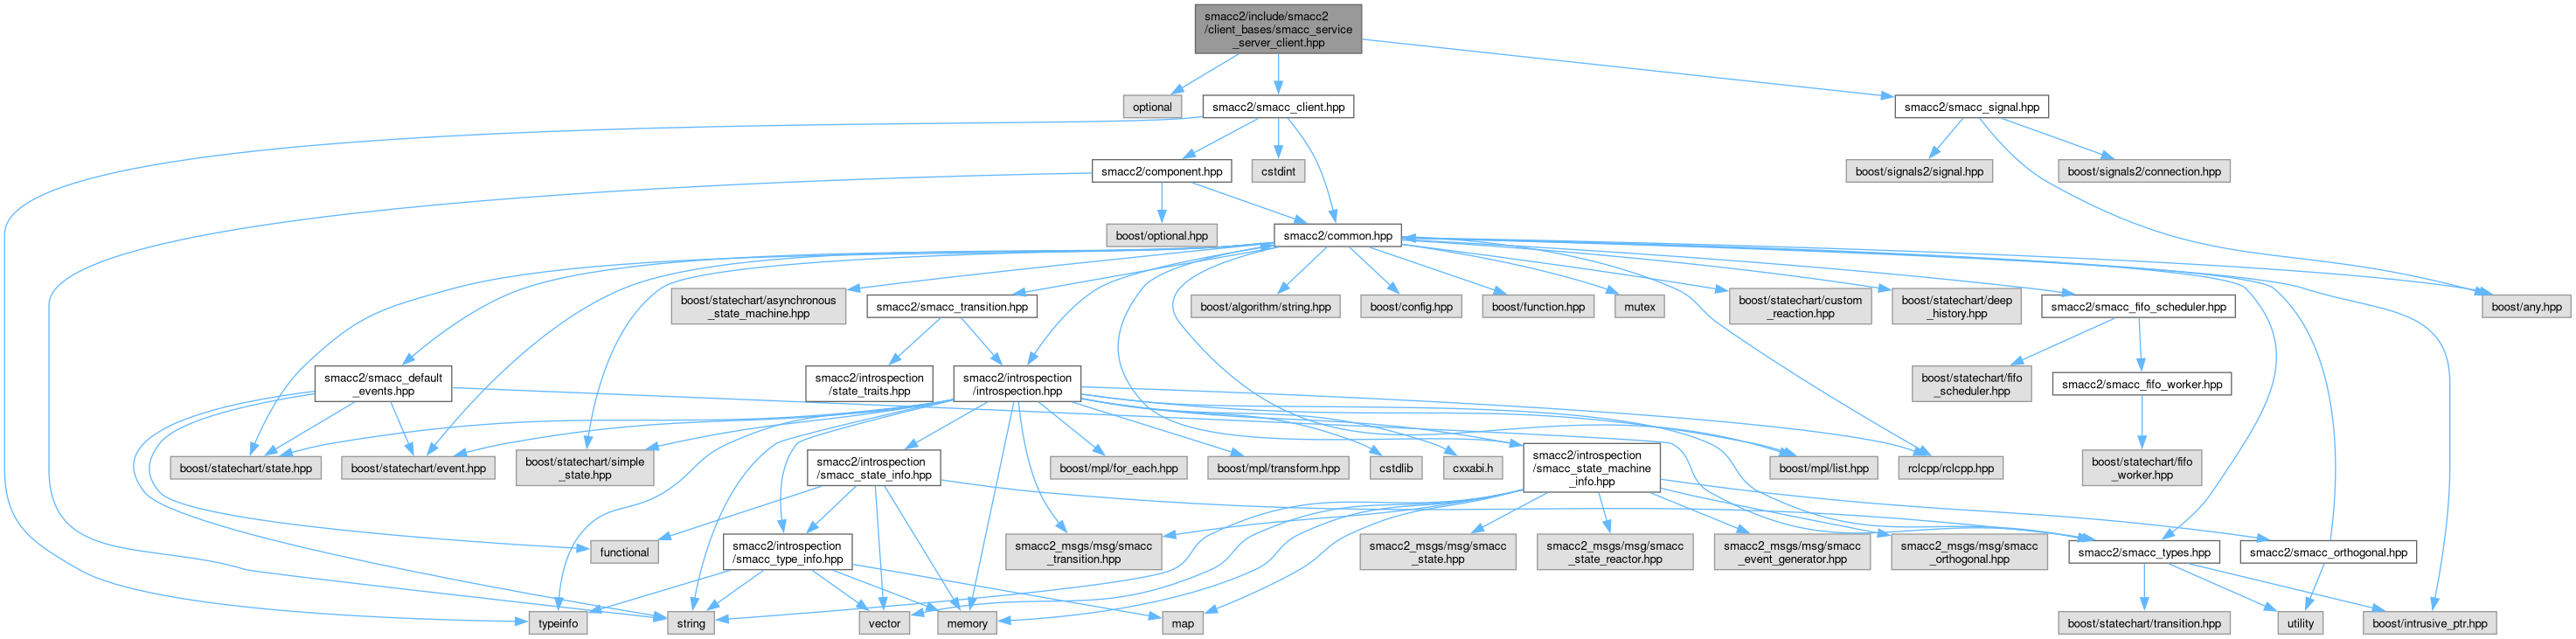 smacc2/include/smacc2
/client_bases/smacc_service
_server_client.hpp
optional
smacc2/smacc_client.hpp
smacc2/smacc_signal.hpp
smacc2/component.hpp
cstdint
boost/signals2/signal.hpp
boost/signals2/connection.hpp
boost/optional.hpp
smacc2/common.hpp
boost/statechart/asynchronous
_state_machine.hpp
smacc2/smacc_transition.hpp
boost/algorithm/string.hpp
boost/config.hpp
boost/function.hpp
mutex
boost/statechart/custom
_reaction.hpp
boost/statechart/deep
_history.hpp
smacc2/smacc_fifo_scheduler.hpp
boost/any.hpp
smacc2/smacc_default
_events.hpp
smacc2/introspection
/state_traits.hpp
smacc2/introspection
/introspection.hpp
boost/statechart/fifo
_scheduler.hpp
smacc2/smacc_fifo_worker.hpp
boost/statechart/state.hpp
boost/statechart/event.hpp
boost/statechart/simple
_state.hpp
smacc2/introspection
/smacc_state_info.hpp
boost/mpl/for_each.hpp
boost/mpl/transform.hpp
cstdlib
cxxabi.h
smacc2/introspection
/smacc_state_machine
_info.hpp
boost/mpl/list.hpp
rclcpp/rclcpp.hpp
boost/statechart/fifo
_worker.hpp
functional
smacc2/introspection
/smacc_type_info.hpp
smacc2_msgs/msg/smacc
_transition.hpp
smacc2_msgs/msg/smacc
_state.hpp
smacc2_msgs/msg/smacc
_state_reactor.hpp
smacc2_msgs/msg/smacc
_event_generator.hpp
smacc2_msgs/msg/smacc
_orthogonal.hpp
smacc2/smacc_types.hpp
smacc2/smacc_orthogonal.hpp
typeinfo
string
vector
memory
map
boost/statechart/transition.hpp
utility
boost/intrusive_ptr.hpp